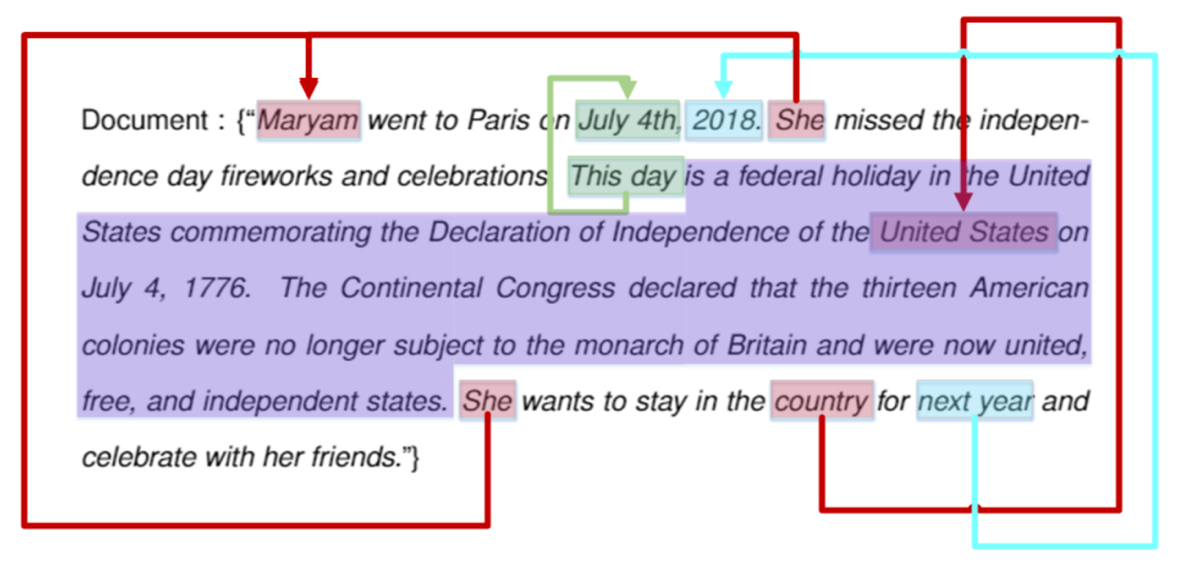 Document : {“Maryam went to Paris on July 4th, 2018. She missed the indepen-
dence day fireworks and celebrations. This day is a federal holiday in the United
States commemorating the Declaration of Independence of the United States on
July 4, 1776. The Continental Congress declared that the thirteen American
colonies were no longer subject to the monarch of Britain and were now united,
free, and independent states. She wants to stay in the country for next year and
celebrate with her friends.”}